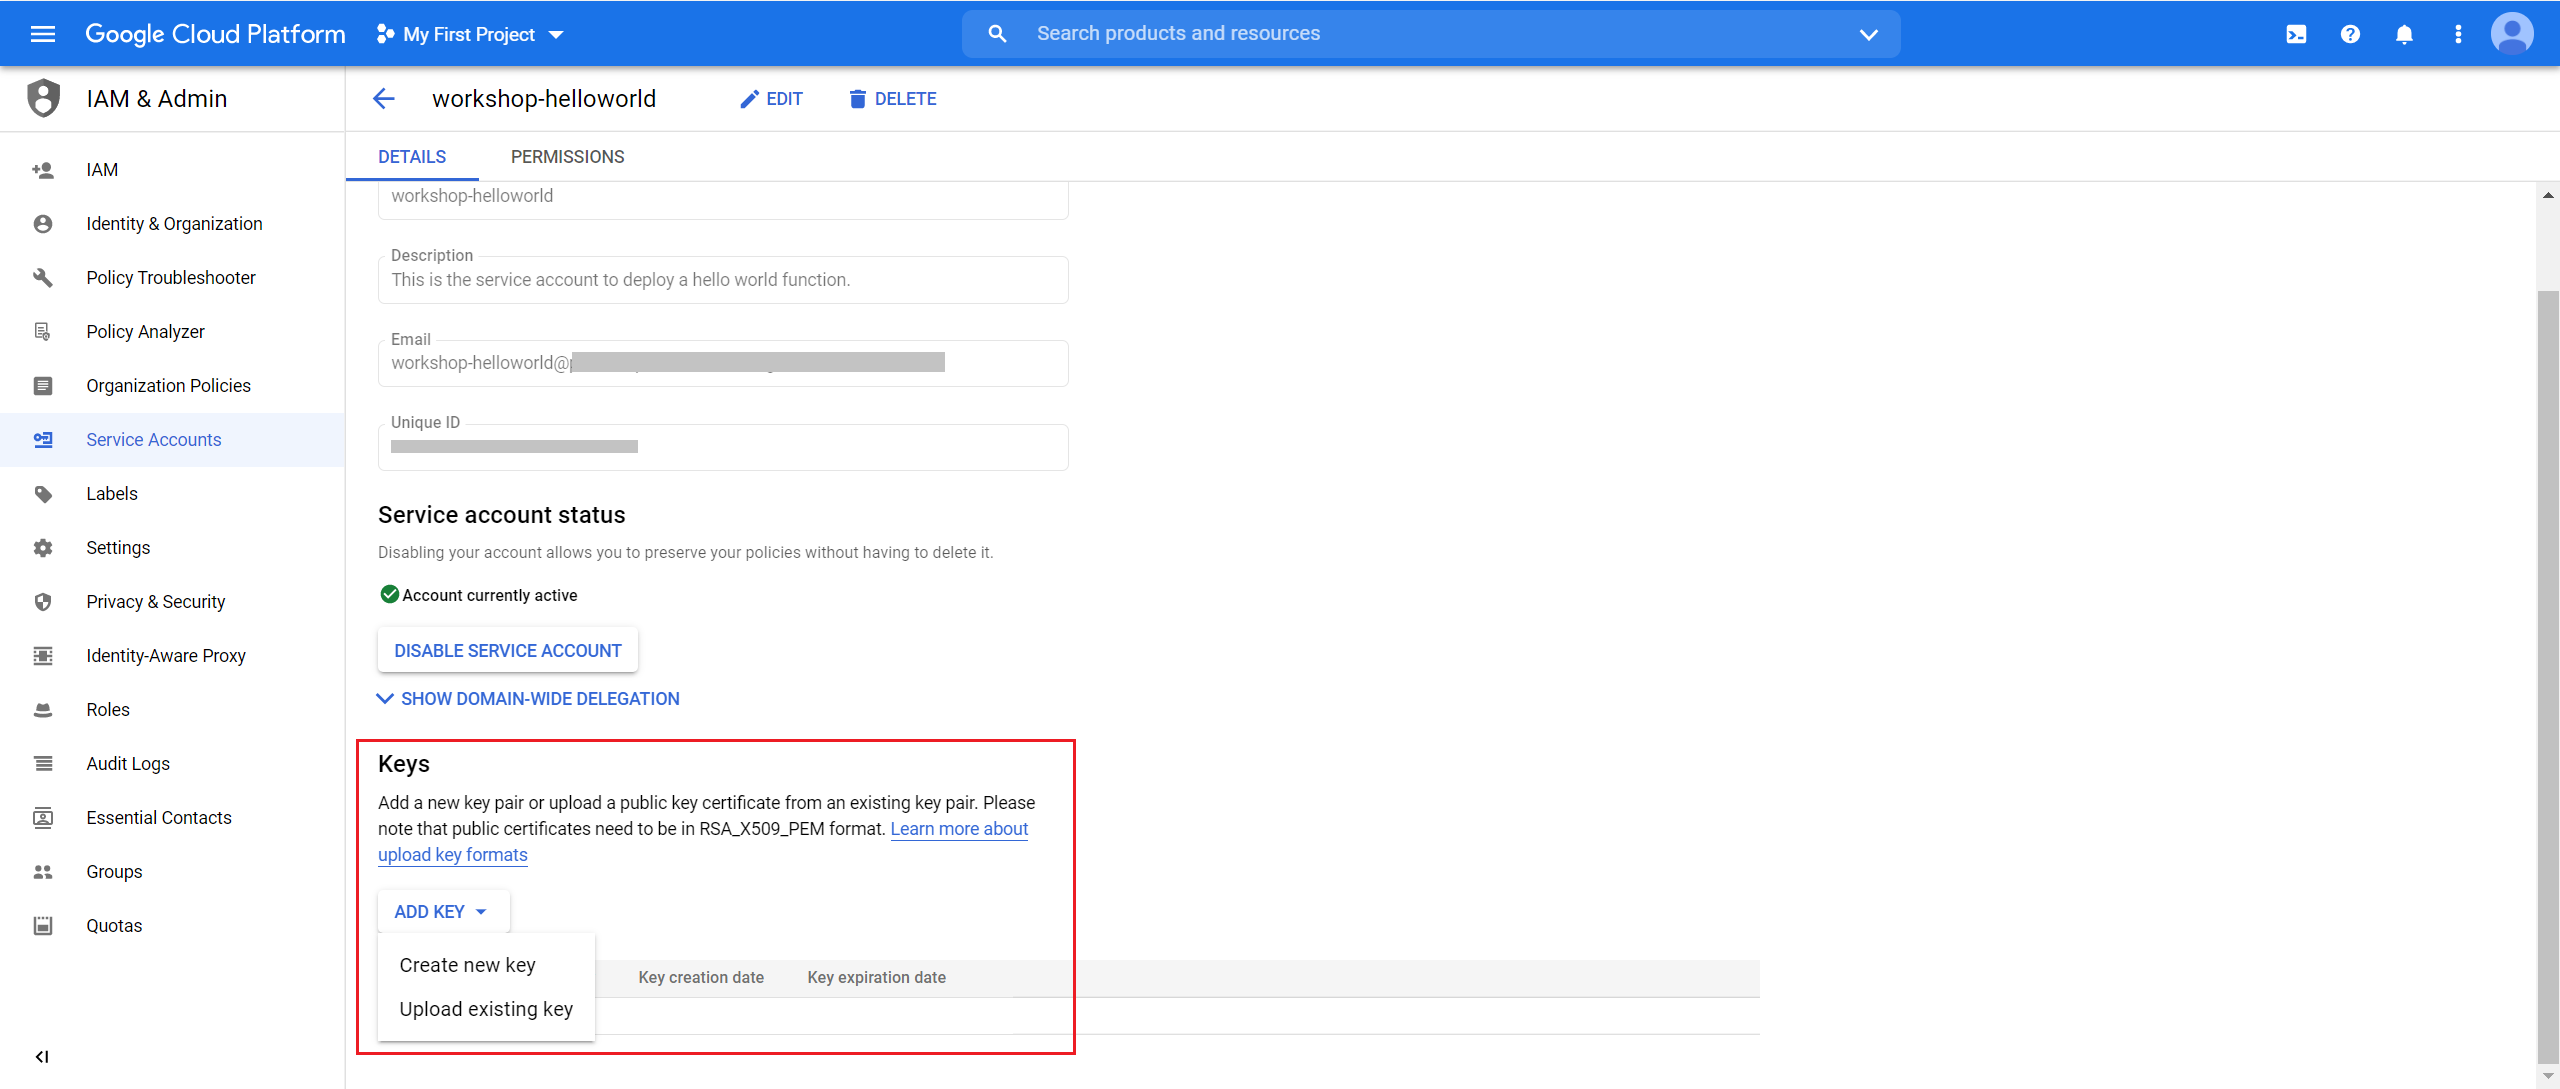 Google Cloud Platform
My First Project
Search products and resources
IAM & Admin
workshop-helloworld
EDIT
DELETE
DETAILS
PERMISSIONS
IAM
Identity & Organization
Policy Troubleshooter
Policy Analyzer
Organization Policies
Service Accounts
Labels
Settings
Privacy & Security
Identity-Aware Proxy
Roles
Audit Logs
Essential Contacts
Groups
Quotas
workshop-helloworld
Description
This is the service account to deploy a hello world function.
Email
workshop-helloworld@
Unique ID
Service account status
Disabling your account allows you to preserve your policies without having to delete it.
Account currently active
DISABLE SERVICE ACCOUNT
SHOW DOMAIN-WIDE DELEGATION
Keys
Add a new key pair or upload a public key certificate from an existing key pair. Please
note that public certificates need to be in RSA_X509_PEM format. Learn more about
upload key formats
ADD KEY
Create new key
Upload existing key
Key creation date
Key expiration date